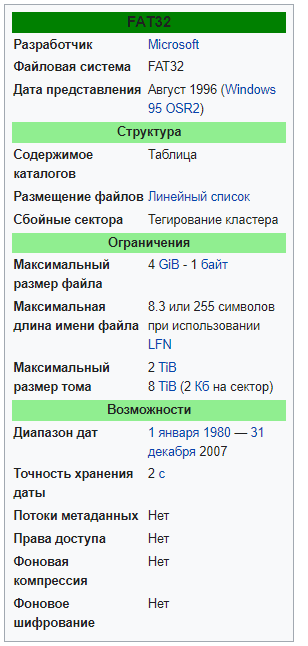 FAT32
Разработчик Microsoft
Файловая система FAT32
Дата представления Август 1996 (Windows
95 OSR2)
Структура
Содержимое Таблица
каталогов
Размещение файлов Линейный список
Сбойные сектора Тегирование кластера
Ограничения
Максимальный 4 GiB - 1 байт
размер файла
Максимальная 8.3 или 255 символов
длина имени файла при использовании
LFN
Максимальный 2 TiB
размер тома 8 TiB (2 Кб на сектор)
Возможности
Диапазон дат 1 января 1980 — 31
декабря 2007
Точность хранения 2 с
даты
Потоки метаданных Нет
Права доступа Нет
Фоновая Нет
компрессия
Фоновое Нет
шифрование